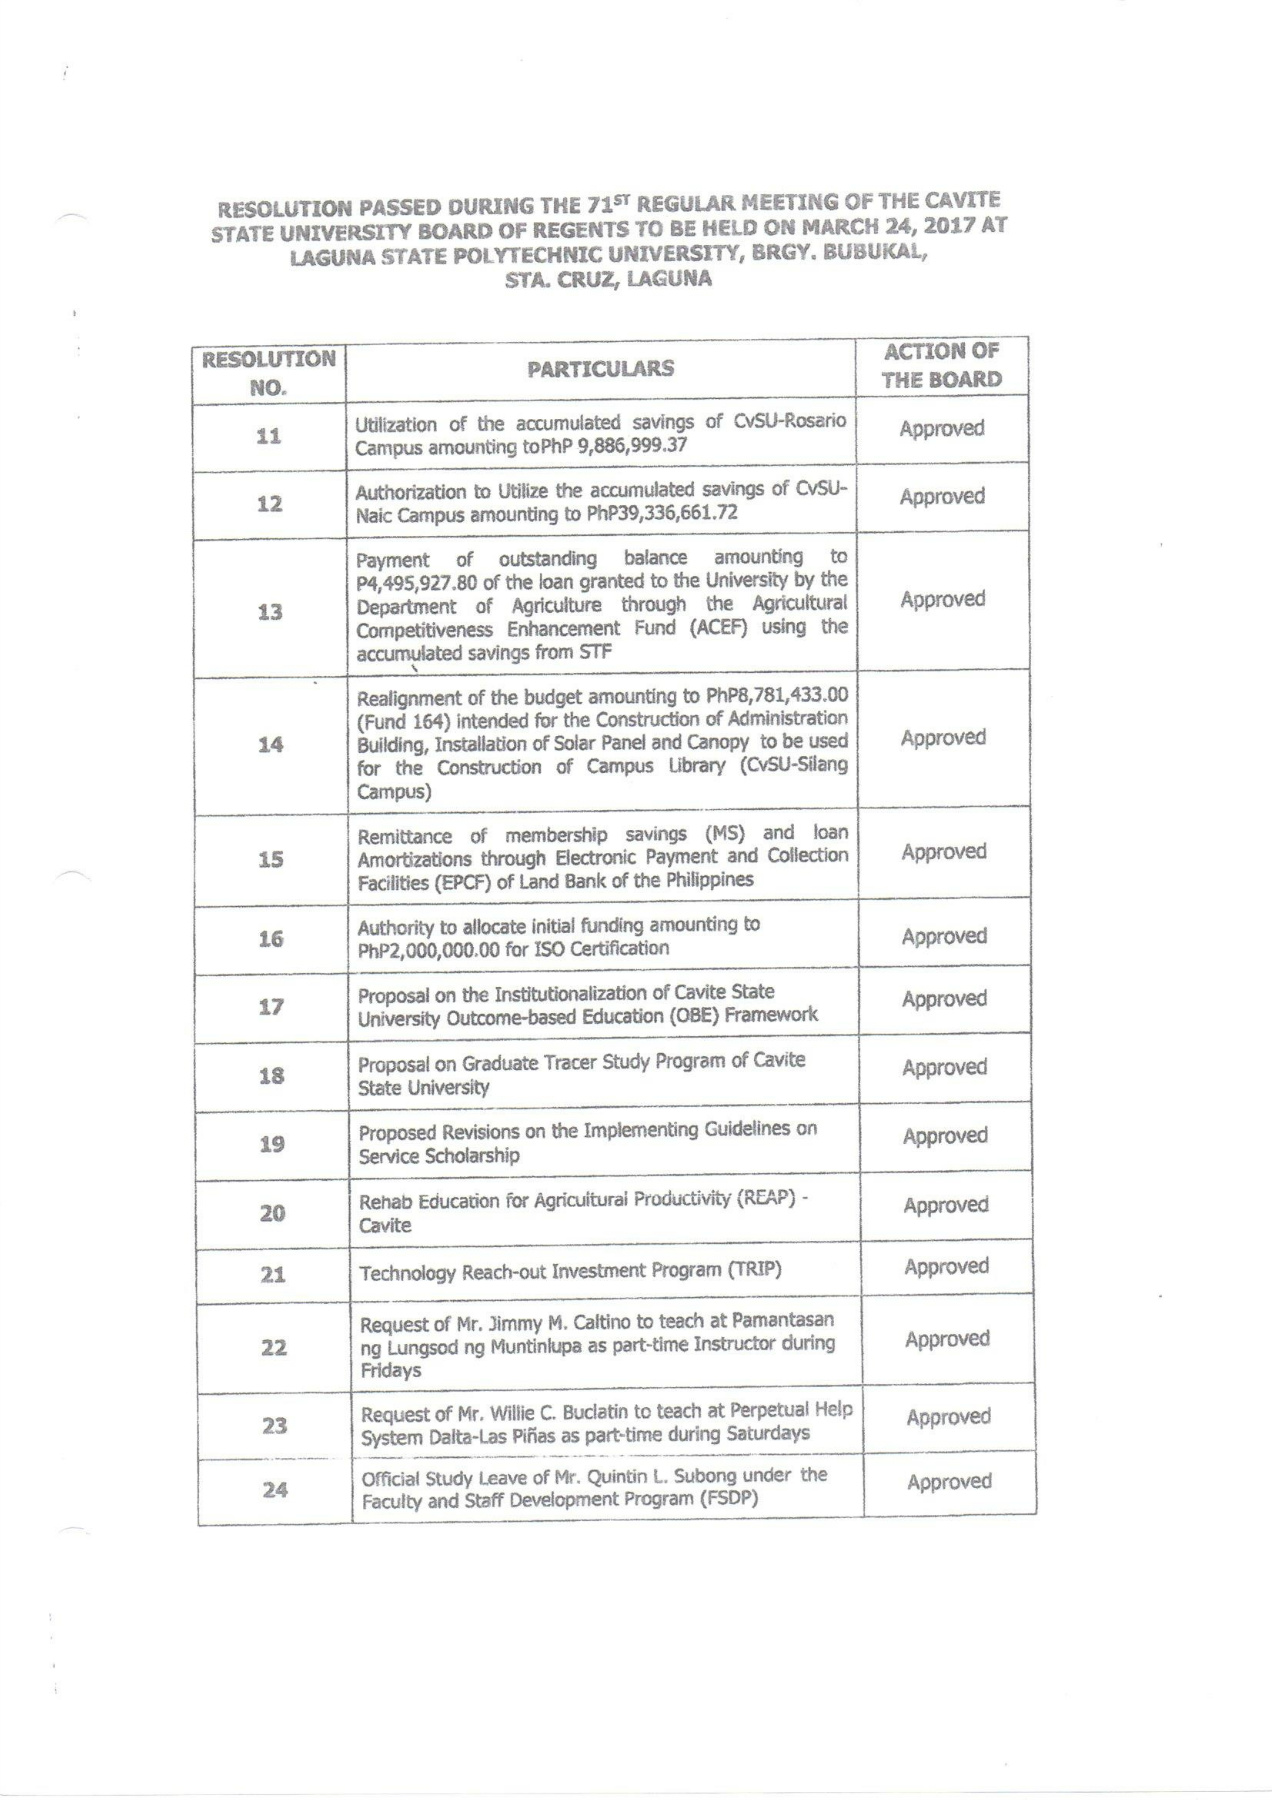 RESOLUTION PASSED DURING THE 71ST REGULAR MEETING OF THE CAVITE
STATE UNIVERSITY BOARD OF REGENTS TO BE HELD ON MARCH 24, 2017 AT
LAGUNA STATE POLYTECHNIC UNIVERSITY, BRGY. BUBUKAL,
STA. CRUZ, LAGUNA
RESOLUTION
NO.
PARTICULARS
ACTION OF
THE BOARD
11
Utilization of the accumulated savings of CvSU-Rosario
Campus amounting toPhP 9,886,999.37
Approved
12
Authorization to Utilize the accumulated savings of CvSU-
Naic Campus amounting to PhP39,336,661.72
Approved
13
Payment of outstanding balance amounting to
P4,495,927.80 of the loan granted to the University by the
Department of Agriculture through the Agricultural
Competitiveness Enhancement Fund (ACEF) using the
accumulated savings from STF
Approved
14
Realignment of the budget amounting to PhP8,781,433.00
(Fund 164) intended for the Construction of Administration
Building, Installation of Solar Panel and Canopy to be used
for the Construction of Campus Library (CvSU-Silang
Campus)
Approved
15
Remittance of membership savings (MS) and loan
Amortizations through Electronic Payment and Collection
Facilities (EPCF) of Land Bank of the Philippines
Approved
16
Authority to allocate initial funding amounting to
PhP2,000,000.00 for ISO Certification
Approved
17
Proposal on the Institutionalization of Cavite State
University Outcome-based Education (OBE) Framework
Approved
18
Proposal on Graduate Tracer Study Program of Cavite
State University
Approved
19
Proposed Revisions on the Implementing Guidelines on
Service Scholarship
Approved
20
Rehab Education for Agricultural Productivity (REAP) -
Cavite
Approved
21
Technology Reach-out Investment Program (TRIP)
Approved
22
Request of Mr. Jimmy M. Caltino to teach at Pamantasan
ng Lungsod ng Muntinlupa as part-time Instructor during
Fridays
Approved
23
Request of Mr. Willie C. Buclatin to teach at Perpetual Help
System Dalta-Las Piñas as part-time during Saturdays
Approved
24
Official Study Leave of Mr. Quintin L. Subong under the
Faculty and Staff Development Program (FSDP)
Approved